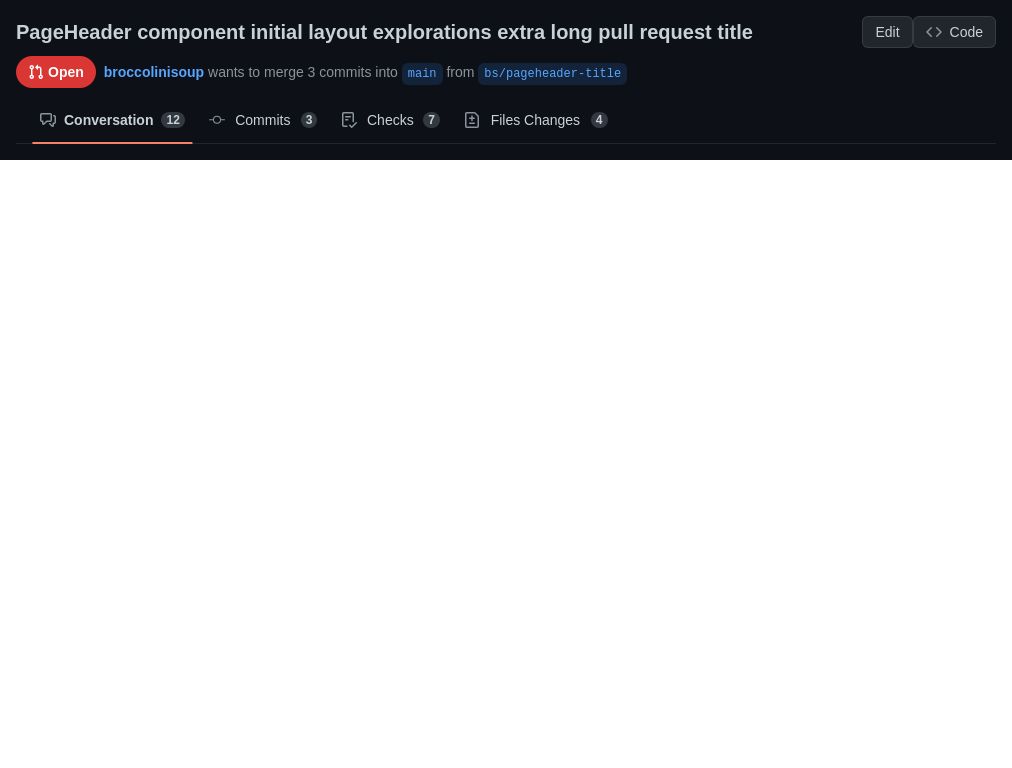 PageHeader component initial layout explorations extra long pull request title
Edit
Code
Open
broccolinisoup wants to merge 3 commits into main from bs/pageheader-title
Conversation 12
Commits 3
Checks 7
Files Changes 4